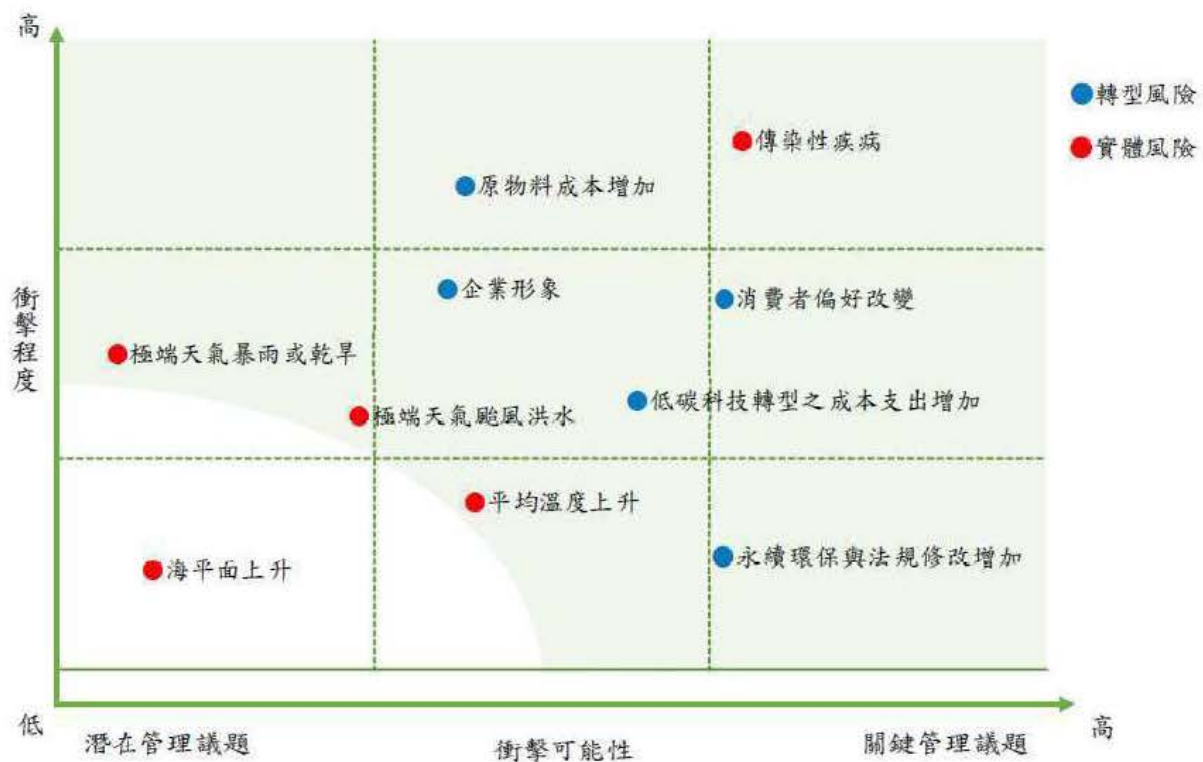 高
轉型風險
傳染性疾病
實體風險
原物料成本增加
衝擊程度
企業形象
消費者偏好改變
極端天氣暴雨或乾旱
低碳科技轉型之成本支出增加
極端天氣颱風洪水
平均溫度上升
永續環保與法規修改增加
海平面上升
低
高
潛在管理議題
衝擊可能性
關鍵管理議題